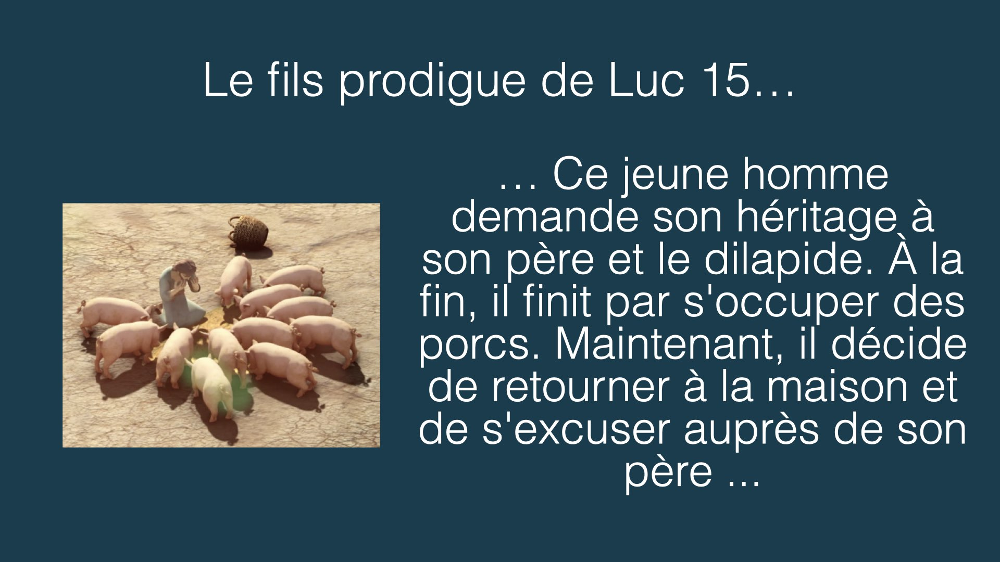 Le fils prodigue de Luc 15…
… Ce jeune homme
demande son héritage à
son père et le dilapide. À la
fin, il finit par s'occuper des
porcs. Maintenant, il décide
de retourner à la maison et
de s'excuser auprès de son
père ...